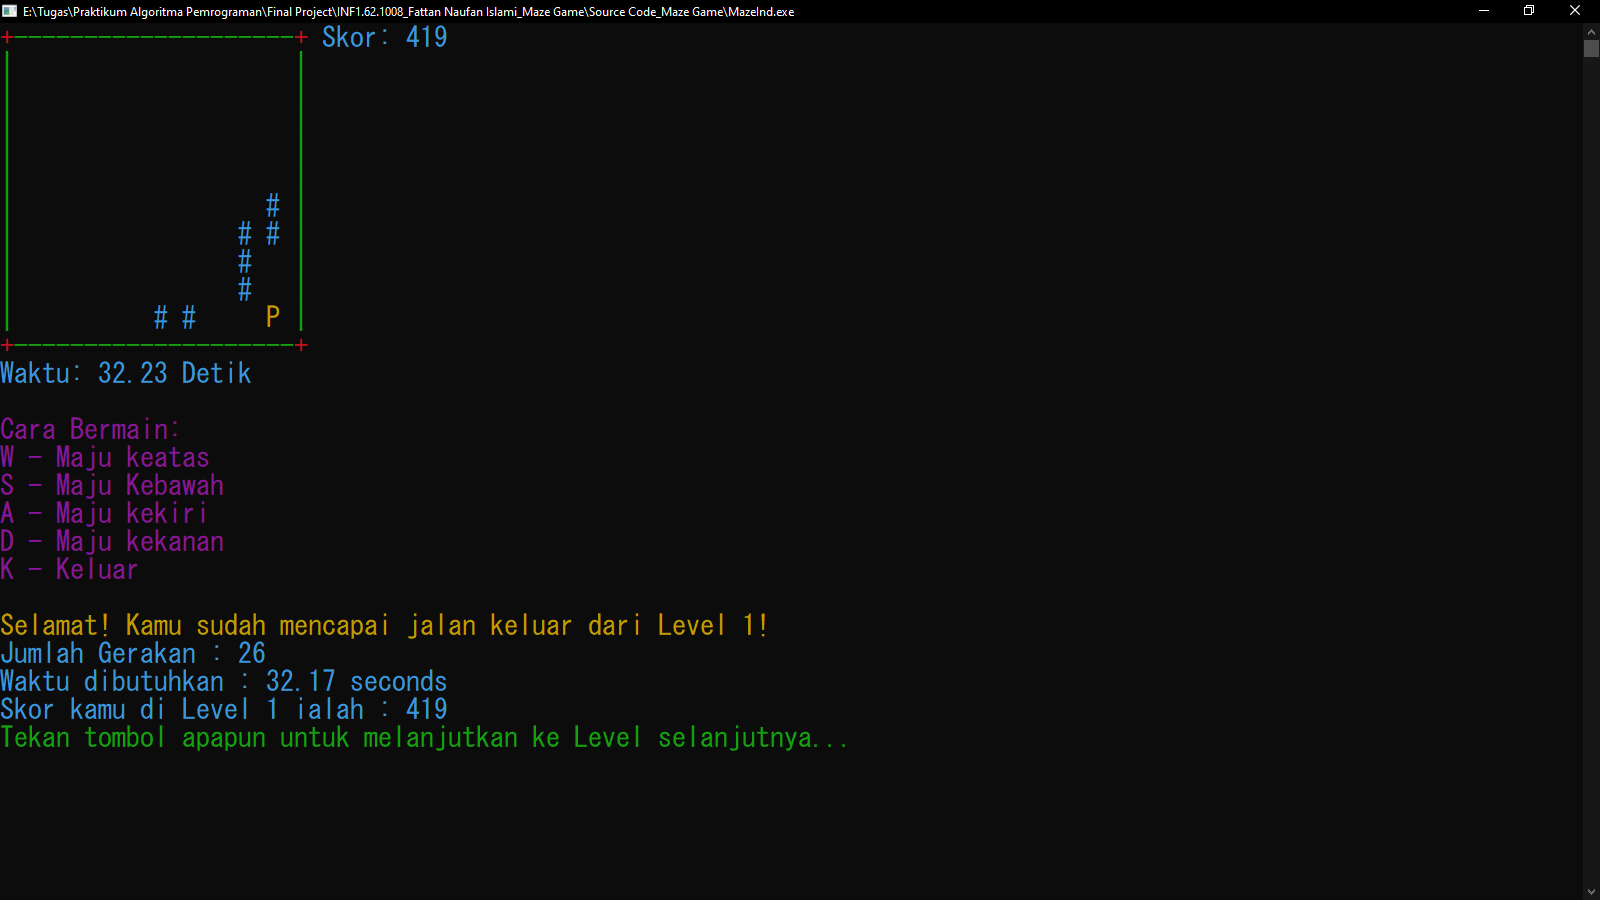 E:\Tugas\Praktikum Algoritma Pemrograman\Final Project\INF1.62.1008_Fattan Naufan Islami_Maze Game\Source Code_Maze Game\MazeInd.exe
+--------------------+ Skor: 419
|                    |
|                    |
|                    |
|                    |
|                    |
|                  # |
|                # # |
|                #   |
|                #   |
|          # #     P |
+--------------------+
Waktu: 32.23 Detik
Cara Bermain:
W - Maju keatas
S - Maju Kebawah
A - Maju kekiri
D - Maju kekanan
K - Keluar
Selamat! Kamu sudah mencapai jalan keluar dari Level 1!
Jumlah Gerakan : 26
Waktu dibutuhkan : 32.17 seconds
Skor kamu di Level 1 ialah : 419
Tekan tombol apapun untuk melanjutkan ke Level selanjutnya...